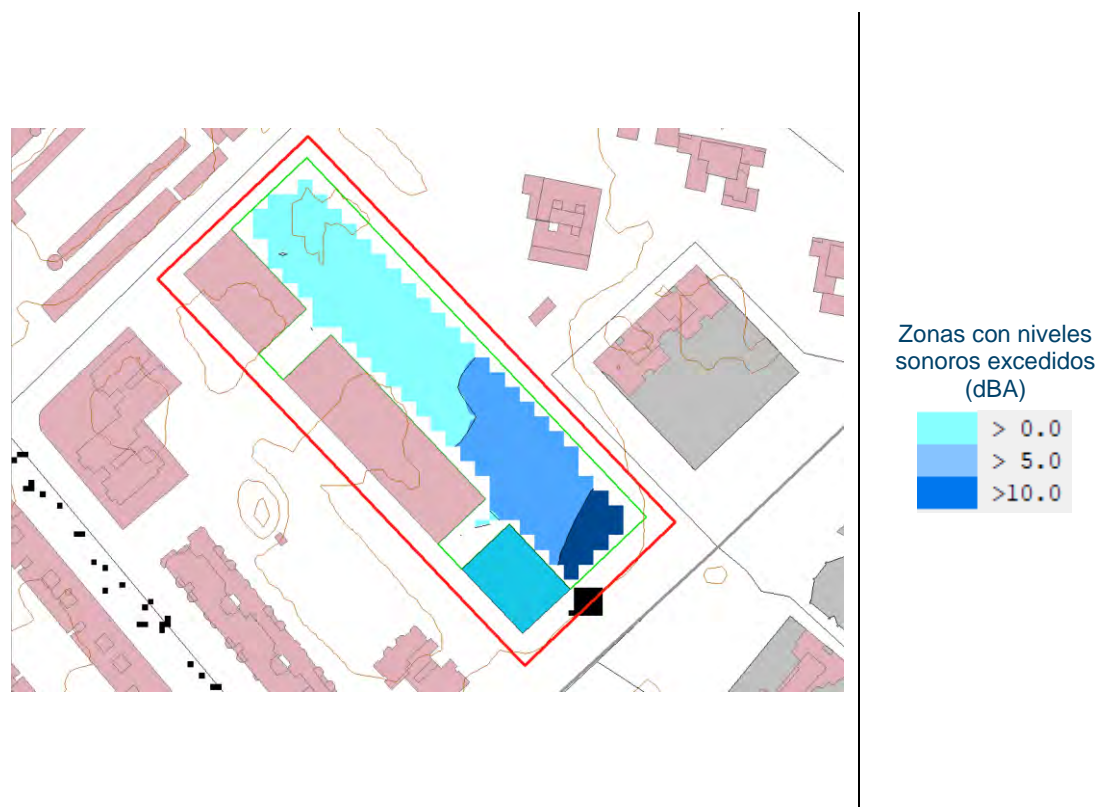 Zonas con niveles
sonoros excedidos
(dBA)
> 0.0
> 5.0
>10.0